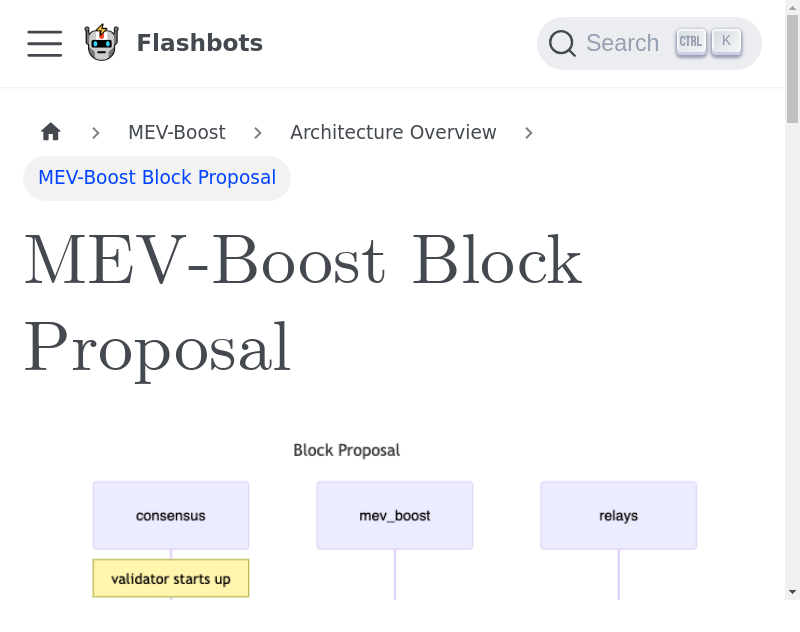 Flashbots
Search CTRL K
MEV-Boost
Architecture Overview
MEV-Boost Block Proposal
MEV-Boost Block
Proposal
Block Proposal
consensus
mev_boost
relays
validator starts up